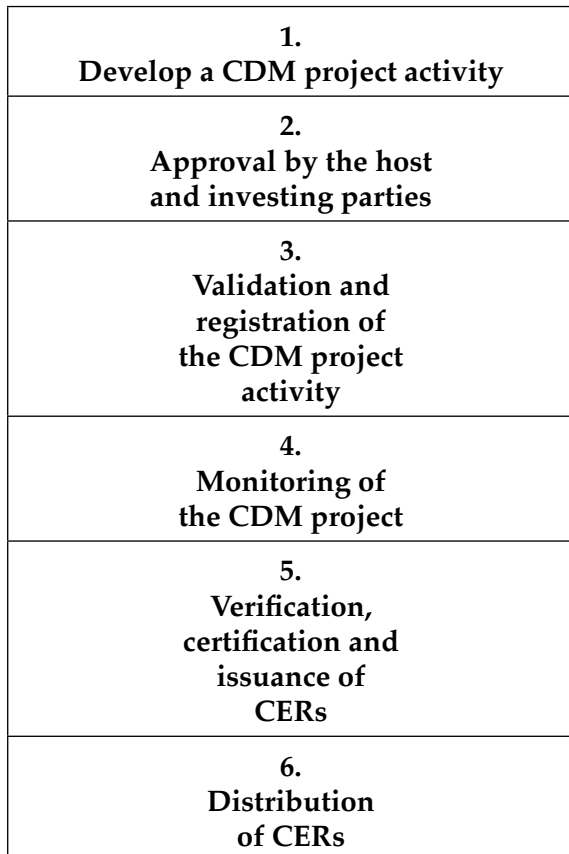 1.
Develop a CDM project activity
2.
Approval by the host
and investing parties
3.
Validation and
registration of
the CDM project
activity
4.
Monitoring of
the CDM project
5.
Verification,
certification and
issuance of
CERs
6.
Distribution
of CERs